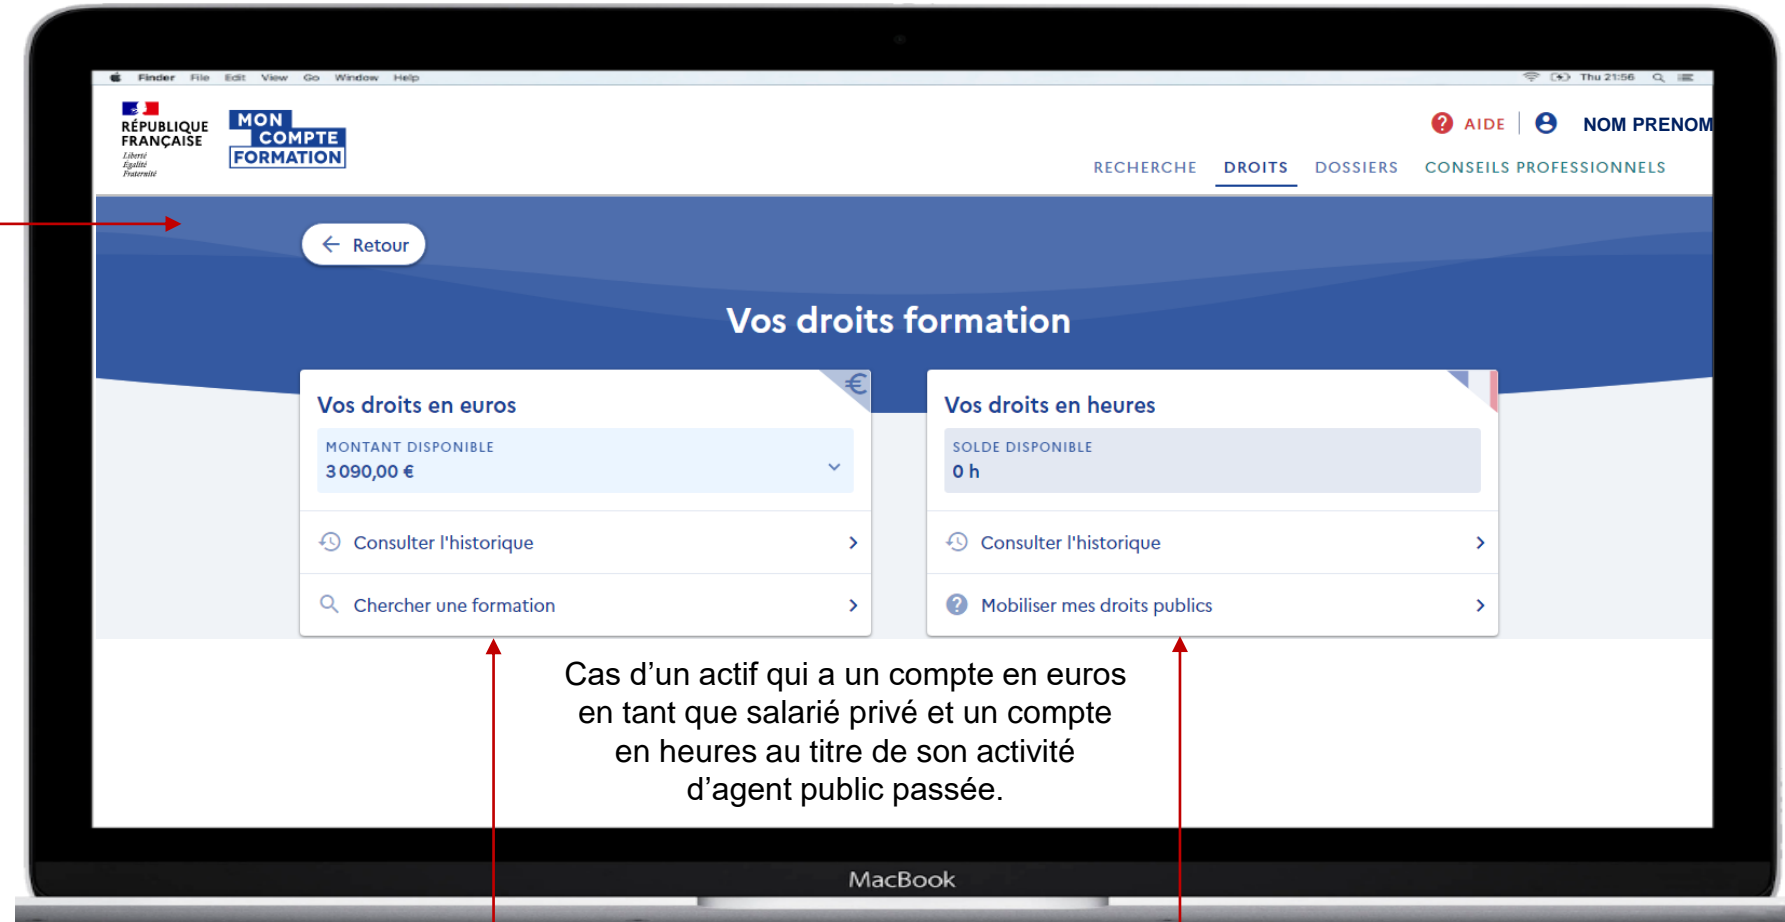 Finder File Edit View Go Window Help
Thu 21:56
RÉPUBLIQUE
FRANÇAISE
Liberté
Égalité
Fraternité
MON
COMPTE
FORMATION
AIDE
NOM PRENOM
RECHERCHE DROITS DOSSIERS CONSEILS PROFESSIONNELS
Retour
Vos droits formation
€
Vos droits en euros
MONTANT DISPONIBLE
3 090,00 €
Consulter l'historique
Chercher une formation
Vos droits en heures
SOLDE DISPONIBLE
0 h
Consulter l'historique
Mobiliser mes droits publics
Cas d’un actif qui a un compte en euros
en tant que salarié privé et un compte
en heures au titre de son activité
d’agent public passée.
MacBook